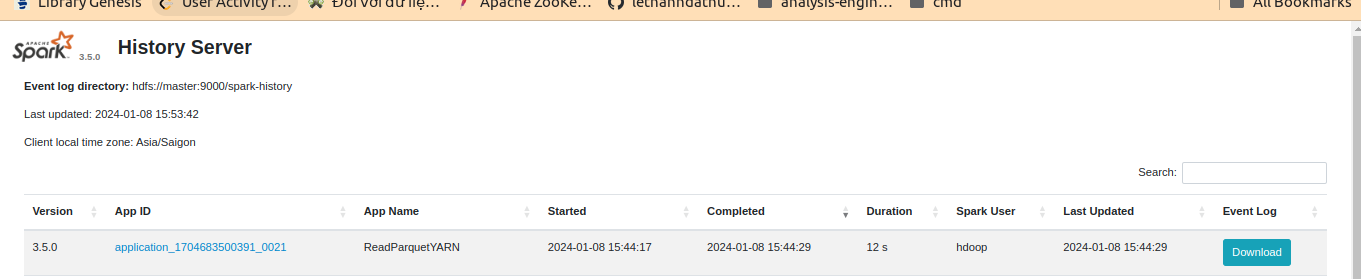 Library Genesis User Activity r... Đối với dữ liệ... Apache ZooKe... lethanhdathu... analysis-engin... cmd All Bookmarks
APACHE Spark 3.5.0 History Server
Event log directory: hdfs://master:9000/spark-history
Last updated: 2024-01-08 15:53:42
Client local time zone: Asia/Saigon
Search:
Version App ID App Name Started Completed Duration Spark User Last Updated Event Log
3.5.0 application_1704683500391_0021 ReadParquetYARN 2024-01-08 15:44:17 2024-01-08 15:44:29 12 s hdoop 2024-01-08 15:44:29 Download